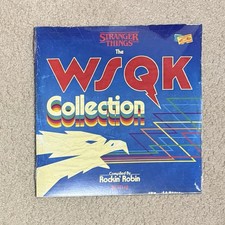 STRANGER
THINGS
The
WSQK
Collection
Compiled By
Rockin' Robin